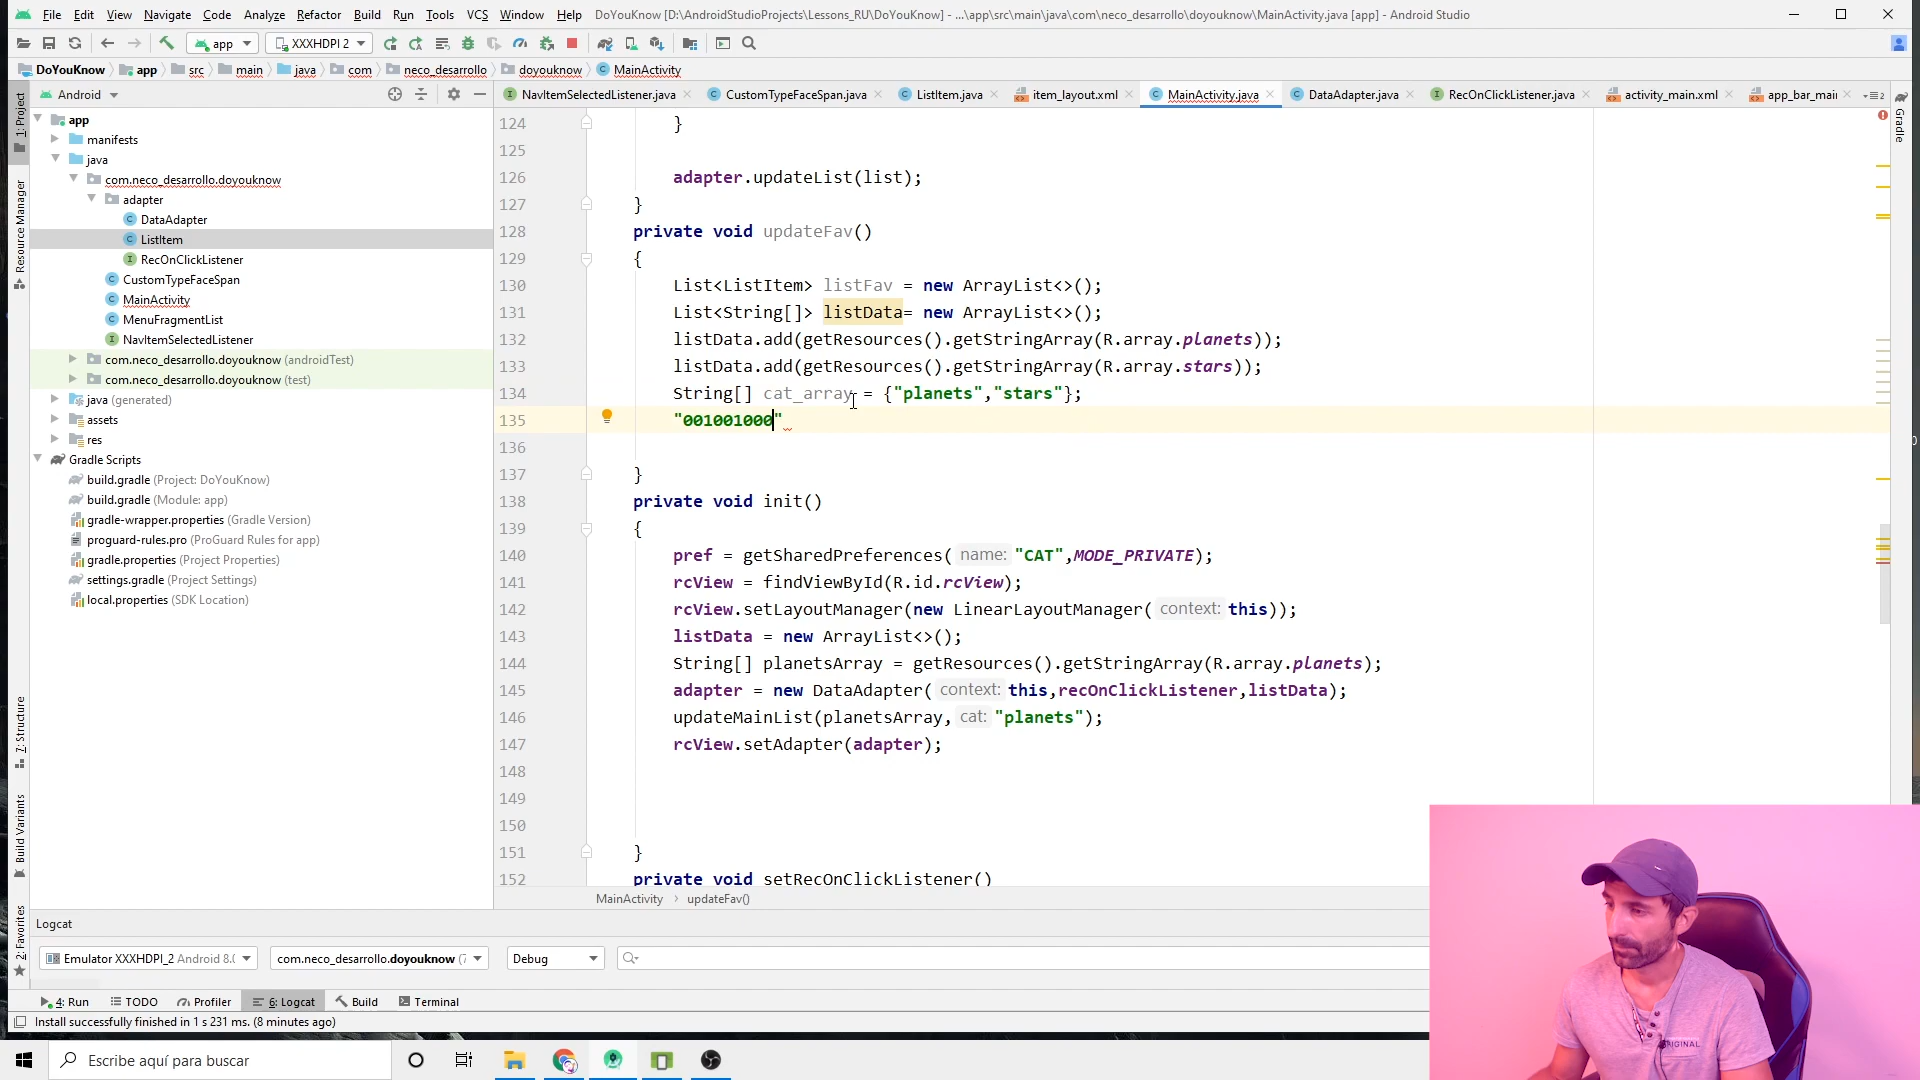 File Edit View Navigate Code Analyze Refactor Build Run Tools VCS Window Help DoYouKnow [D:\AndroidStudioProjects\Lessons_RU\DoYouKnow] - ...\app\src\main\java\com\neco_desarrollo\doyouknow\MainActivity.java [app] - Android Studio
app XXXHDPI 2
DoYouKnow app src main java com neco_desarrollo doyouknow MainActivity
Android
NavItemSelectedListener.java CustomTypeFaceSpan.java ListItem.java item_layout.xml MainActivity.java DataAdapter.java RecOnClickListener.java activity_main.xml app_bar_mai
1: Project
Resource Manager
7: Structure
Build Variants
2: Favorites
Gradle
app
manifests
java
com.neco_desarrollo.doyouknow
adapter
DataAdapter
ListItem
RecOnClickListener
CustomTypeFaceSpan
MainActivity
MenuFragmentList
NavItemSelectedListener
com.neco_desarrollo.doyouknow (androidTest)
com.neco_desarrollo.doyouknow (test)
java (generated)
assets
res
Gradle Scripts
build.gradle (Project: DoYouKnow)
build.gradle (Module: app)
gradle-wrapper.properties (Gradle Version)
proguard-rules.pro (ProGuard Rules for app)
gradle.properties (Project Properties)
settings.gradle (Project Settings)
local.properties (SDK Location)
124 }
125
126 adapter.updateList(list);
127 }
128 private void updateFav()
129 {
130 List<ListItem> listFav = new ArrayList<>();
131 List<String[]> listData= new ArrayList<>();
132 listData.add(getResources().getStringArray(R.array.planets));
133 listData.add(getResources().getStringArray(R.array.stars));
134 String[] cat_array = {"planets","stars"};
135 "001001000"
136
137 }
138 private void init()
139 {
140 pref = getSharedPreferences( name: "CAT",MODE_PRIVATE);
141 rcView = findViewById(R.id.rcView);
142 rcView.setLayoutManager(new LinearLayoutManager( context: this));
143 listData = new ArrayList<>();
144 String[] planetsArray = getResources().getStringArray(R.array.planets);
145 adapter = new DataAdapter( context: this,recOnClickListener,listData);
146 updateMainList(planetsArray, cat: "planets");
147 rcView.setAdapter(adapter);
148
149
150
151 }
152 private void setRecOnClickListener()
MainActivity > updateFav()
Logcat
Emulator XXXHDPI_2 Android 8.( com.neco_desarrollo.doyouknow (7 Debug
4: Run TODO Profiler 6: Logcat Build Terminal
Install successfully finished in 1 s 231 ms. (8 minutes ago)
Escribe aquí para buscar